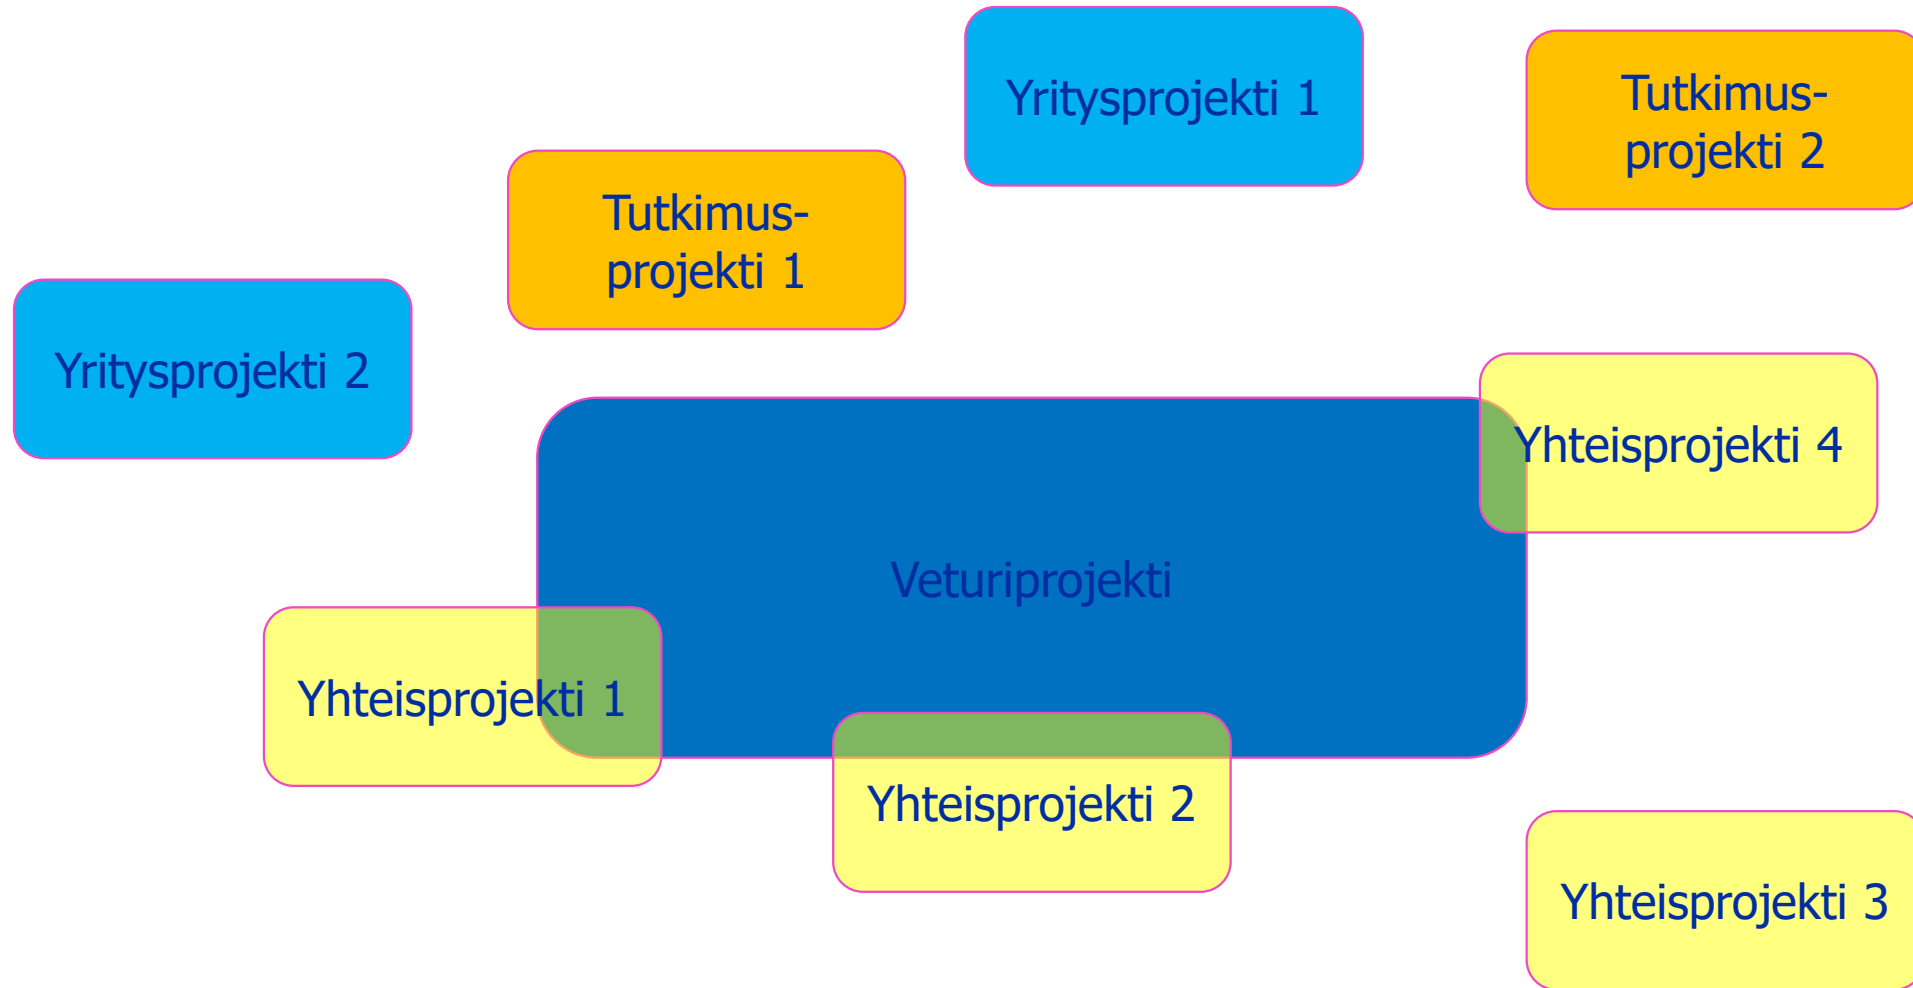 Yritysprojekti 1
Tutkimus-
projekti 2
Tutkimus-
projekti 1
Yritysprojekti 2
Yhteisprojekti 4
Veturiprojekti
Yhteisprojekti 1
Yhteisprojekti 2
Yhteisprojekti 3